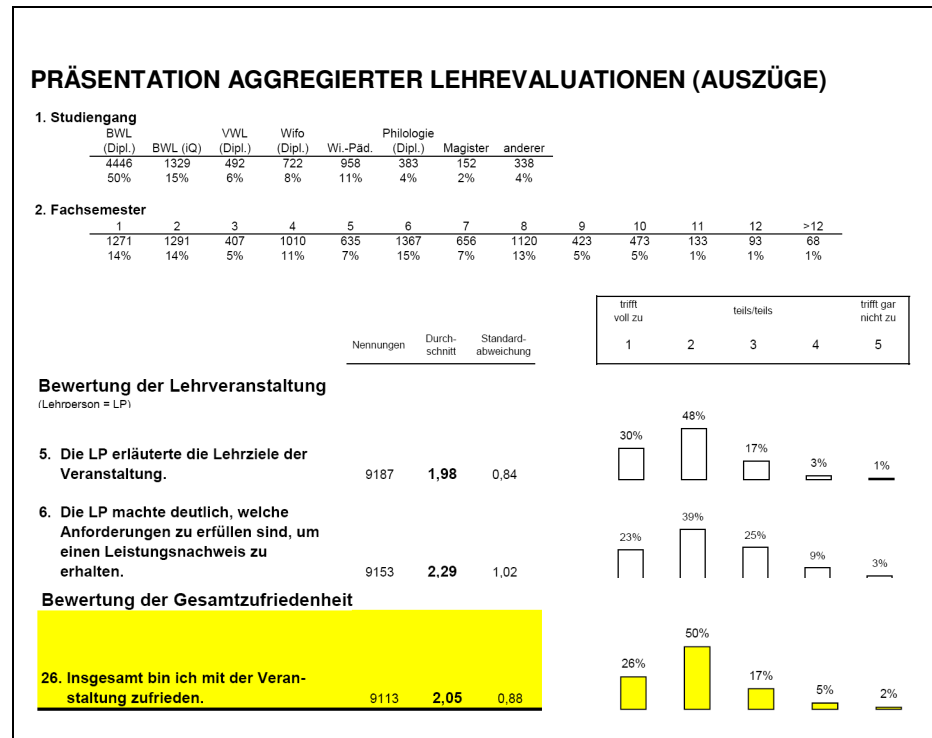 PRÄSENTATION AGGREGIERTER LEHREVALUATIONEN (AUSZÜGE)
1. Studiengang
BWL VWL Wifo Philologie
(Dipl.) BWL (iQ) (Dipl.) (Dipl.) Wi.-Päd. (Dipl.) Magister anderer
4446 1329 492 722 958 383 152 338
50% 15% 6% 8% 11% 4% 2% 4%
2. Fachsemester
1 2 3 4 5 6 7 8 9 10 11 12 >12
1271 1291 407 1010 635 1367 656 1120 423 473 133 93 68
14% 14% 5% 11% 7% 15% 7% 13% 5% 5% 1% 1% 1%
trifft teils/teils trifft gar
voll zu nicht zu
Durch- Standard-
Nennungen schnitt abweichung
1 2 3 4 5
Bewertung der Lehrveranstaltung
(Lehrperson = LP)
48%
30%
17%
3% 1%
5. Die LP erläuterte die Lehrziele der
Veranstaltung. 9187 1,98 0,84
6. Die LP machte deutlich, welche
Anforderungen zu erfüllen sind, um
einen Leistungsnachweis zu
erhalten. 9153 2,29 1,02
39%
23% 25%
9%
3%
Bewertung der Gesamtzufriedenheit
50%
26%
17%
5% 2%
26. Insgesamt bin ich mit der Veran-
staltung zufrieden. 9113 2,05 0,88